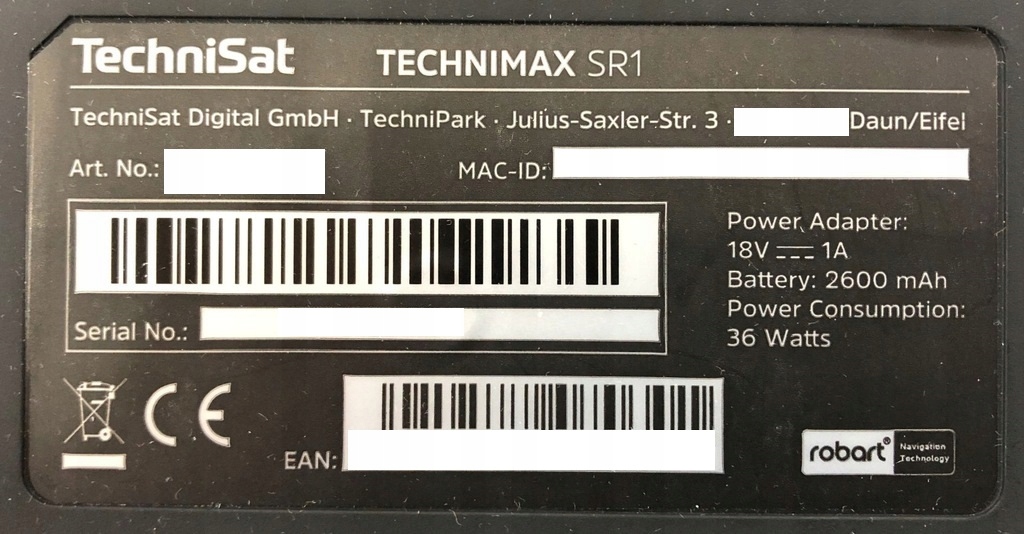 TechniSat TECHNIMAX SR1
TechniSat Digital GmbH · TechniPark · Julius-Saxler-Str. 3 · Daun/Eifel
Art. No.: MAC-ID:
Power Adapter:
18V ⎓ 1A
Battery: 2600 mAh
Power Consumption:
36 Watts
Serial No.:
CE
EAN:
robart® Navigation Technology